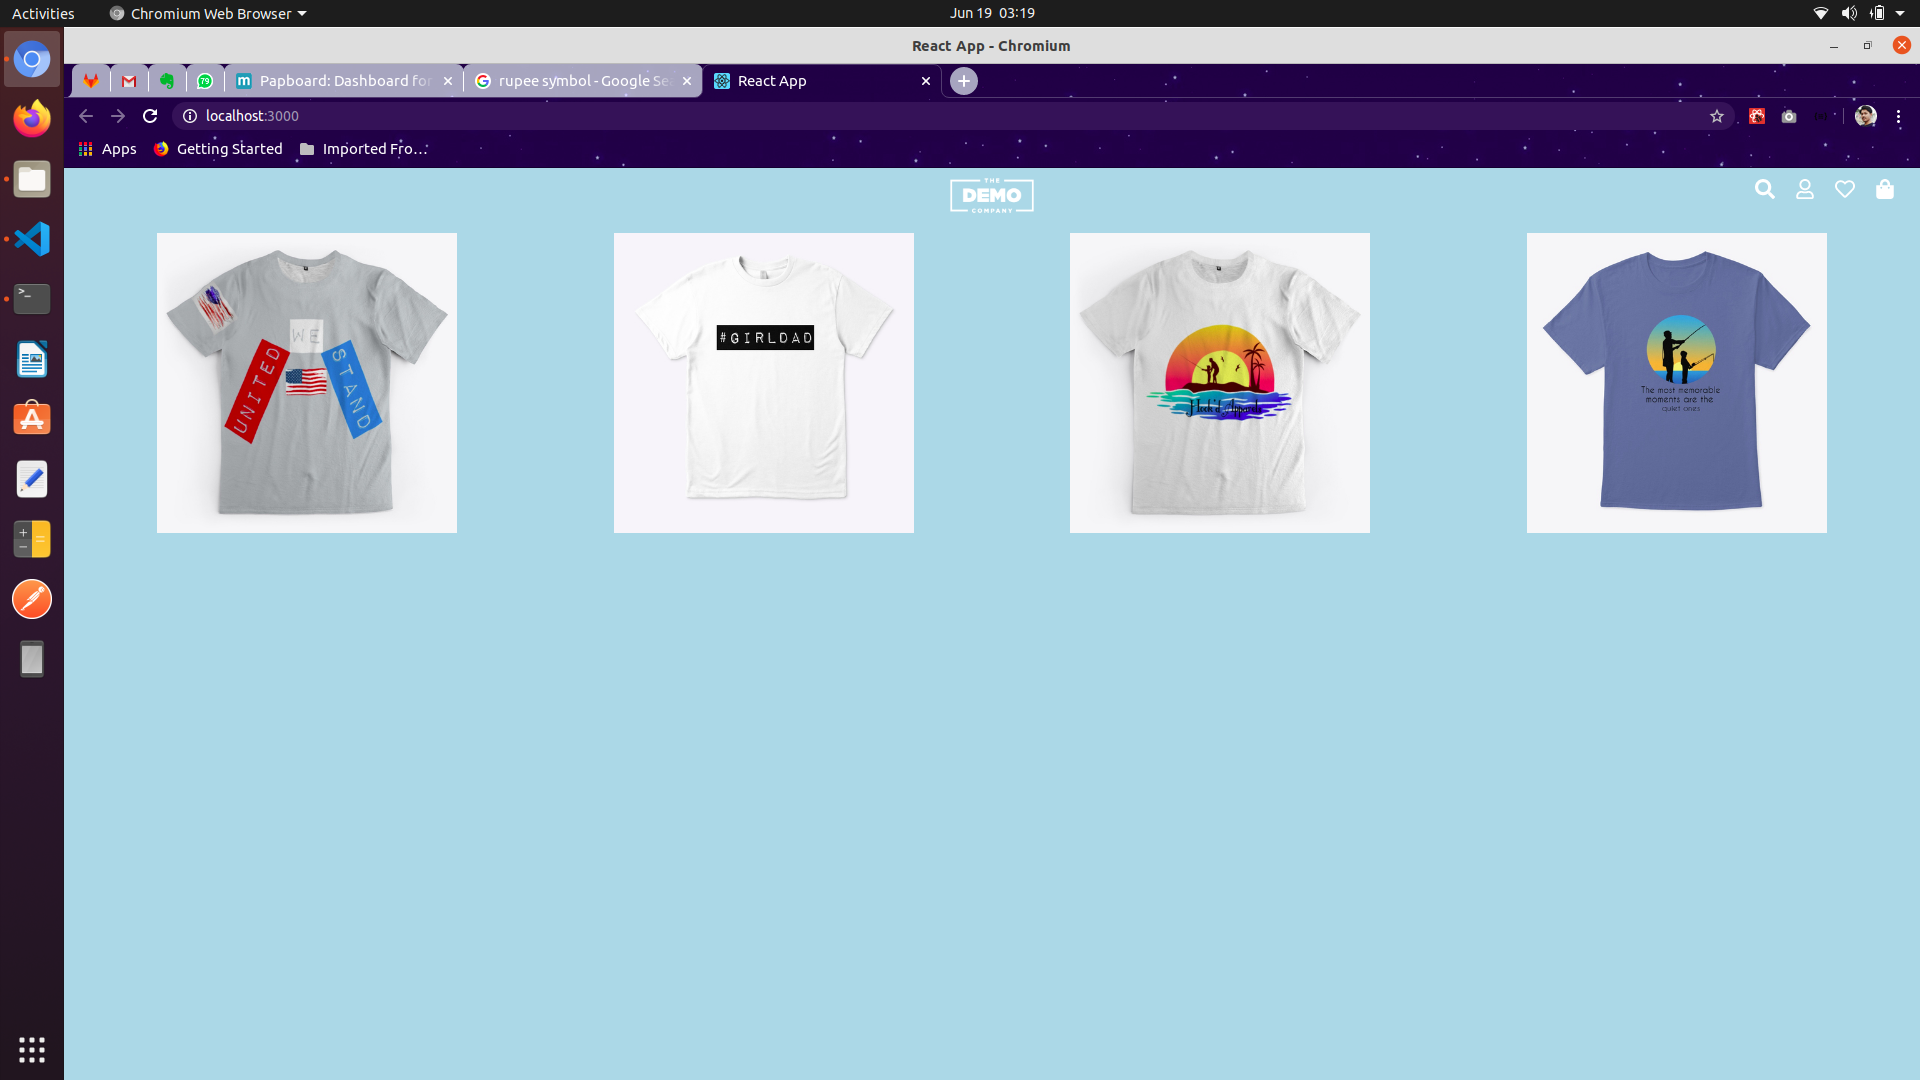 Activities
Chromium Web Browser
Jun 19 03:19
React App - Chromium
79
m
Papboard: Dashboard for
rupee symbol - Google Se
React App
localhost:3000
Apps
Getting Started
Imported Fro…
THE
DEMO
COMPANY
WE
UNITED
STAND
#GIRLDAD
Hook'd Apparel
The most memorable
moments are the
quiet ones